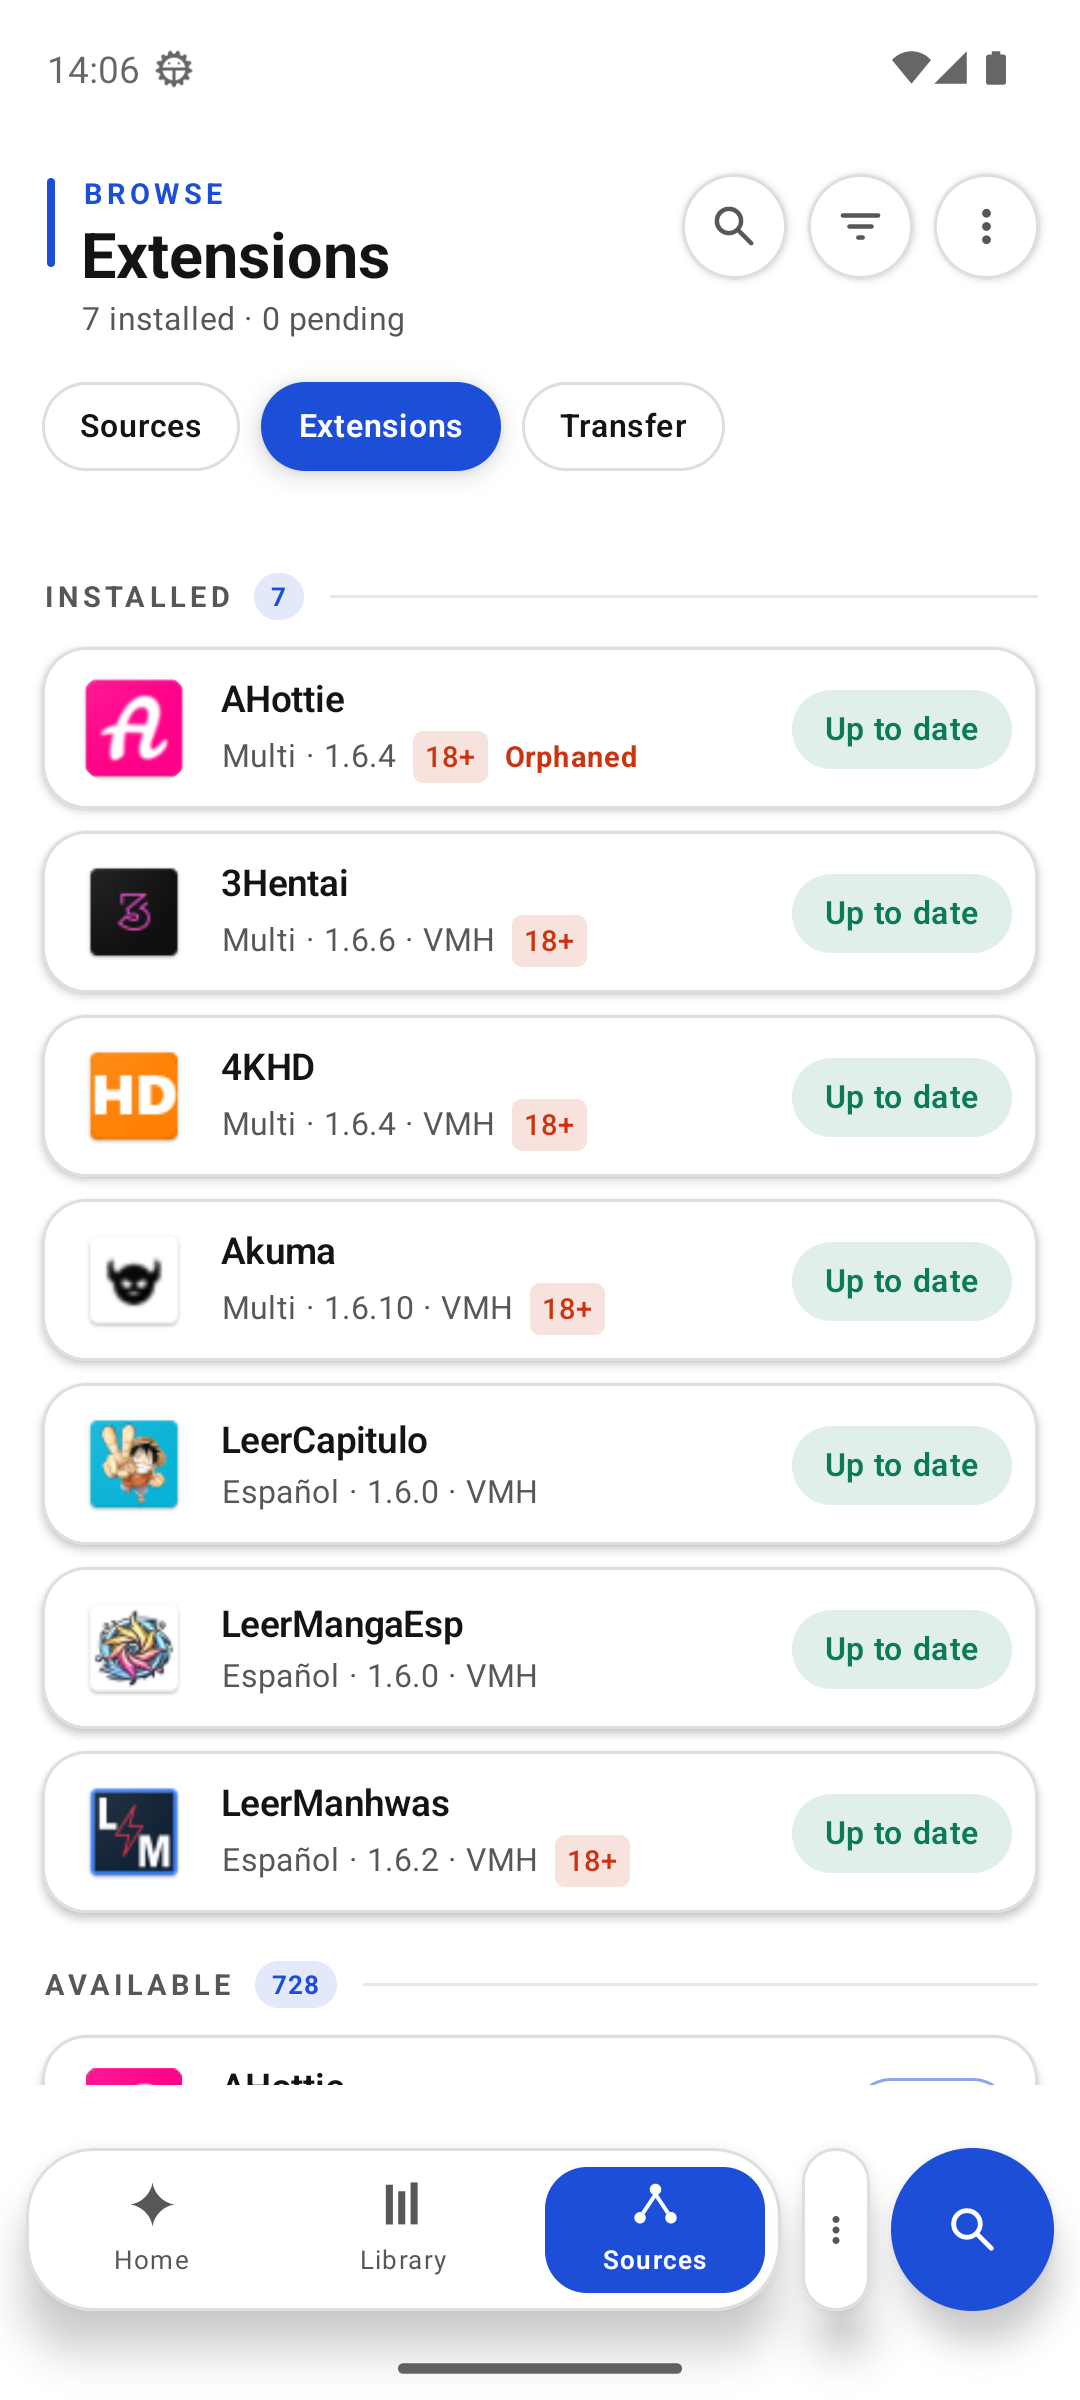 14:06
BROWSE
Extensions
7 installed · 0 pending
Sources
Extensions
Transfer
INSTALLED 7
A
AHottie
Multi · 1.6.4 18+ Orphaned
Up to date
3
3Hentai
Multi · 1.6.6 · VMH 18+
Up to date
HD
4KHD
Multi · 1.6.4 · VMH 18+
Up to date
Akuma
Multi · 1.6.10 · VMH 18+
Up to date
LeerCapitulo
Español · 1.6.0 · VMH
Up to date
LeerMangaEsp
Español · 1.6.0 · VMH
Up to date
L M
LeerManhwas
Español · 1.6.2 · VMH 18+
Up to date
AVAILABLE 728
AHottie
Home
Library
Sources